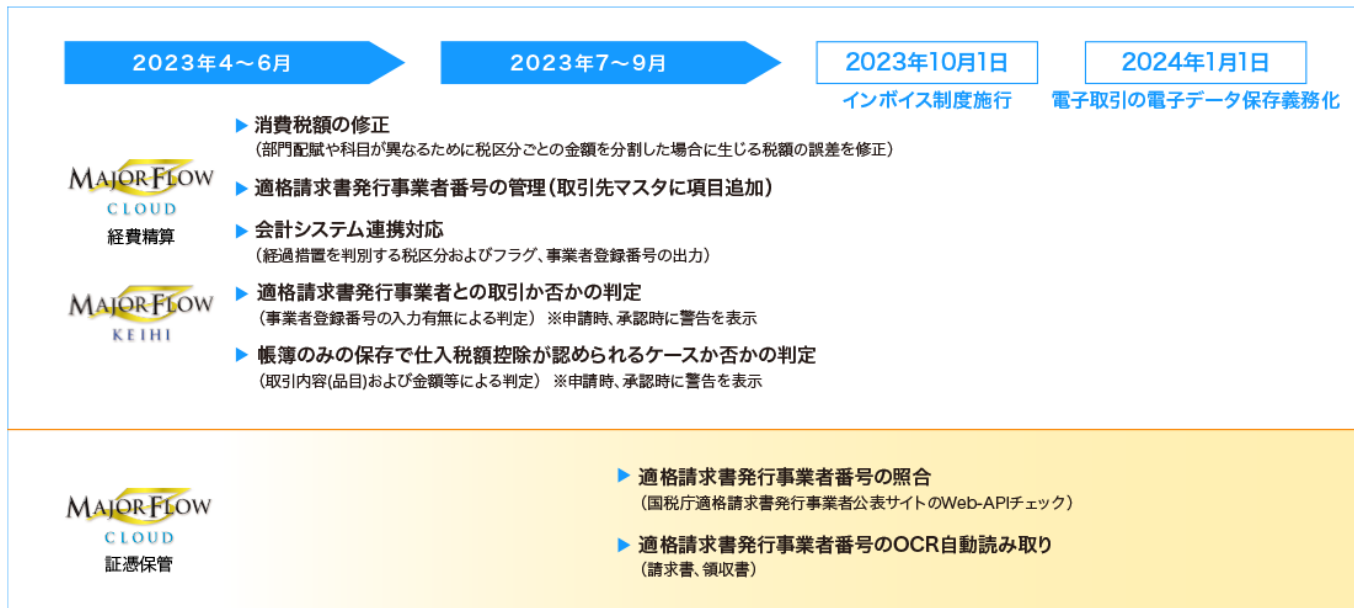 2023年4～6月
2023年7～9月
2023年10月1日
2024年1月1日
インボイス制度施行
電子取引の電子データ保存義務化
MAJORFLOW
CLOUD
経費精算
MAJORFLOW
KEIHI
▶ 消費税額の修正
（部門配賦や科目が異なるために税区分ごとの金額を分割した場合に生じる税額の誤差を修正）
▶ 適格請求書発行事業者番号の管理（取引先マスタに項目追加）
▶ 会計システム連携対応
（経過措置を判別する税区分およびフラグ、事業者登録番号の出力）
▶ 適格請求書発行事業者との取引か否かの判定
（事業者登録番号の入力有無による判定） ※申請時、承認時に警告を表示
▶ 帳簿のみの保存で仕入税額控除が認められるケースか否かの判定
（取引内容(品目)および金額等による判定） ※申請時、承認時に警告を表示
MAJORFLOW
CLOUD
証憑保管
▶ 適格請求書発行事業者番号の照合
（国税庁適格請求書発行事業者公表サイトのWeb-APIチェック）
▶ 適格請求書発行事業者番号のOCR自動読み取り
（請求書、領収書）